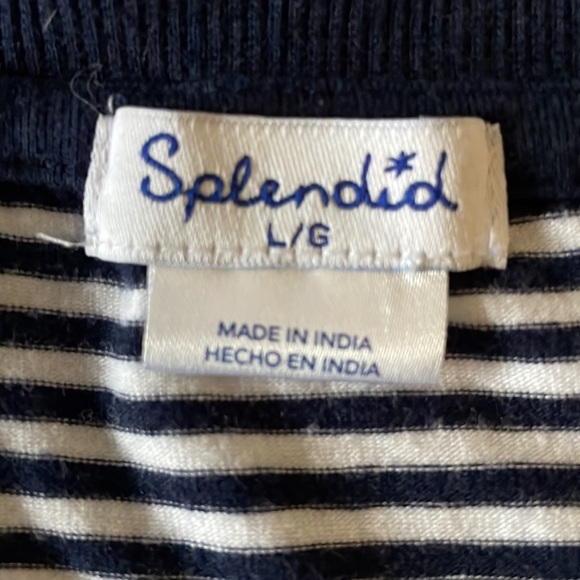 Splendid
L/G
MADE IN INDIA
HECHO EN INDIA